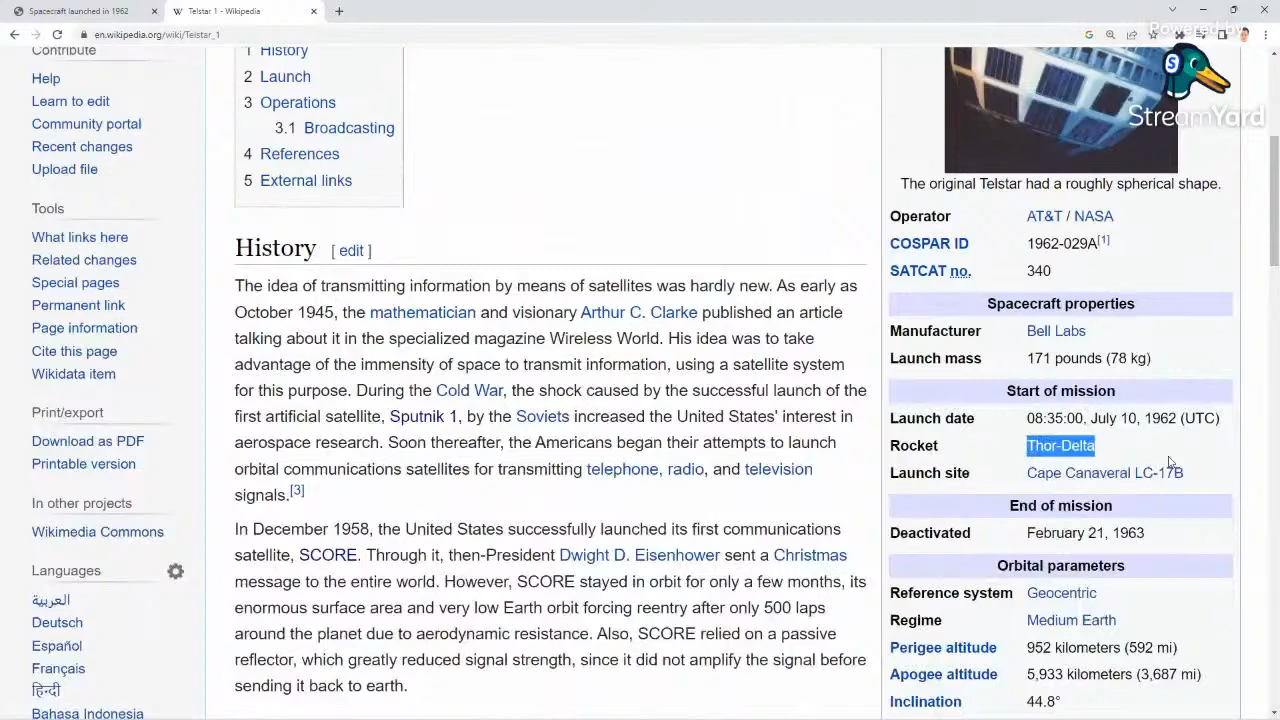 Spacecraft launched in 1962
Telstar 1 - Wikipedia
en.wikipedia.org/wiki/Telstar_1
Powered by
StreamYard
Contribute
Help
Learn to edit
Community portal
Recent changes
Upload file
Tools
What links here
Related changes
Special pages
Permanent link
Page information
Cite this page
Wikidata item
Print/export
Download as PDF
Printable version
In other projects
Wikimedia Commons
Languages
العربية
Deutsch
Español
Français
हिन्दी
Bahasa Indonesia
1 History
2 Launch
3 Operations
3.1 Broadcasting
4 References
5 External links
History [ edit ]
The idea of transmitting information by means of satellites was hardly new. As early as
October 1945, the mathematician and visionary Arthur C. Clarke published an article
talking about it in the specialized magazine Wireless World. His idea was to take
advantage of the immensity of space to transmit information, using a satellite system
for this purpose. During the Cold War, the shock caused by the successful launch of the
first artificial satellite, Sputnik 1, by the Soviets increased the United States' interest in
aerospace research. Soon thereafter, the Americans began their attempts to launch
orbital communications satellites for transmitting telephone, radio, and television
signals.[3]
In December 1958, the United States successfully launched its first communications
satellite, SCORE. Through it, then-President Dwight D. Eisenhower sent a Christmas
message to the entire world. However, SCORE stayed in orbit for only a few months, its
enormous surface area and very low Earth orbit forcing reentry after only 500 laps
around the planet due to aerodynamic resistance. Also, SCORE relied on a passive
reflector, which greatly reduced signal strength, since it did not amplify the signal before
sending it back to earth.
The original Telstar had a roughly spherical shape.
Operator AT&T / NASA
COSPAR ID 1962-029A[1]
SATCAT no. 340
Spacecraft properties
Manufacturer Bell Labs
Launch mass 171 pounds (78 kg)
Start of mission
Launch date 08:35:00, July 10, 1962 (UTC)
Rocket Thor-Delta
Launch site Cape Canaveral LC-17B
End of mission
Deactivated February 21, 1963
Orbital parameters
Reference system Geocentric
Regime Medium Earth
Perigee altitude 952 kilometers (592 mi)
Apogee altitude 5,933 kilometers (3,687 mi)
Inclination 44.8°